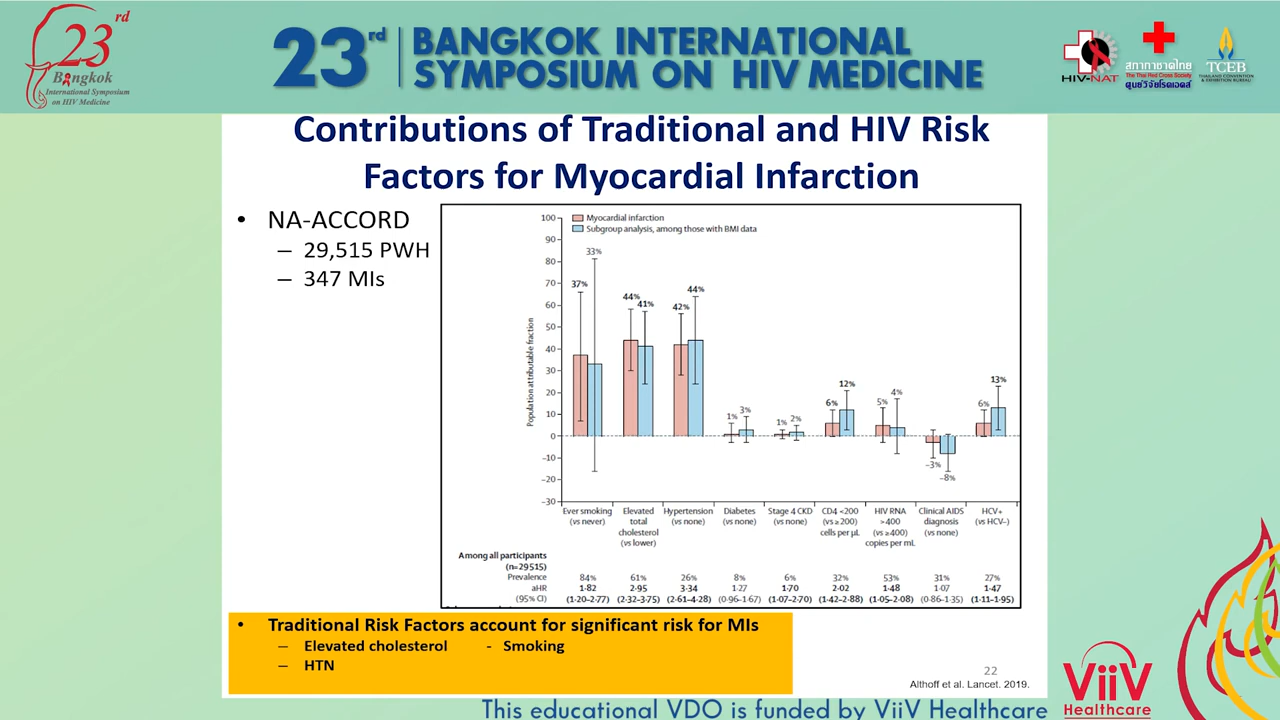 23rd
Bangkok
International Symposium
on HIV Medicine
23rd BANGKOK INTERNATIONAL
SYMPOSIUM ON HIV MEDICINE
HIV-NAT
สภากาชาดไทย
The Thai Red Cross Society
ศูนย์วิจัยโรคเอดส์
TCEB
THAILAND CONVENTION
& EXHIBITION BUREAU
Contributions of Traditional and HIV Risk
Factors for Myocardial Infarction
• NA-ACCORD
– 29,515 PWH
– 347 MIs
Myocardial infarction
Subgroup analysis, among those with BMI data
Population attributable fraction
100
90
80
70
60
50
40
30
20
10
0
−10
−20
−30
37% 33% 44% 41% 42% 44% 1% 3% 1% 2% 6% 12% 5% 4% −3% −8% 6% 13%
Ever smoking (vs never)
Elevated total cholesterol (vs lower)
Hypertension (vs none)
Diabetes (vs none)
Stage 4 CKD (vs none)
CD4 <200 (vs ≥200) cells per µL
HIV RNA >400 (vs ≥400) copies per mL
Clinical AIDS diagnosis (vs none)
HCV+ (vs HCV–)
Among all participants
(n=29515)
Prevalence 84% 61% 26% 8% 6% 32% 53% 31% 27%
aHR 1·82 2·95 3·34 1·27 1·70 2·02 1·48 1·07 1·47
(95% CI) (1·20–2·77) (2·32–3·75) (2·61–4·28) (0·96–1·67) (1·07–2·70) (1·42–2·88) (1·05–2·08) (0·86–1·35) (1·11–1·95)
• Traditional Risk Factors account for significant risk for MIs
– Elevated cholesterol - Smoking
– HTN
22
Althoff et al. Lancet. 2019.
ViiV
Healthcare
This educational VDO is funded by ViiV Healthcare